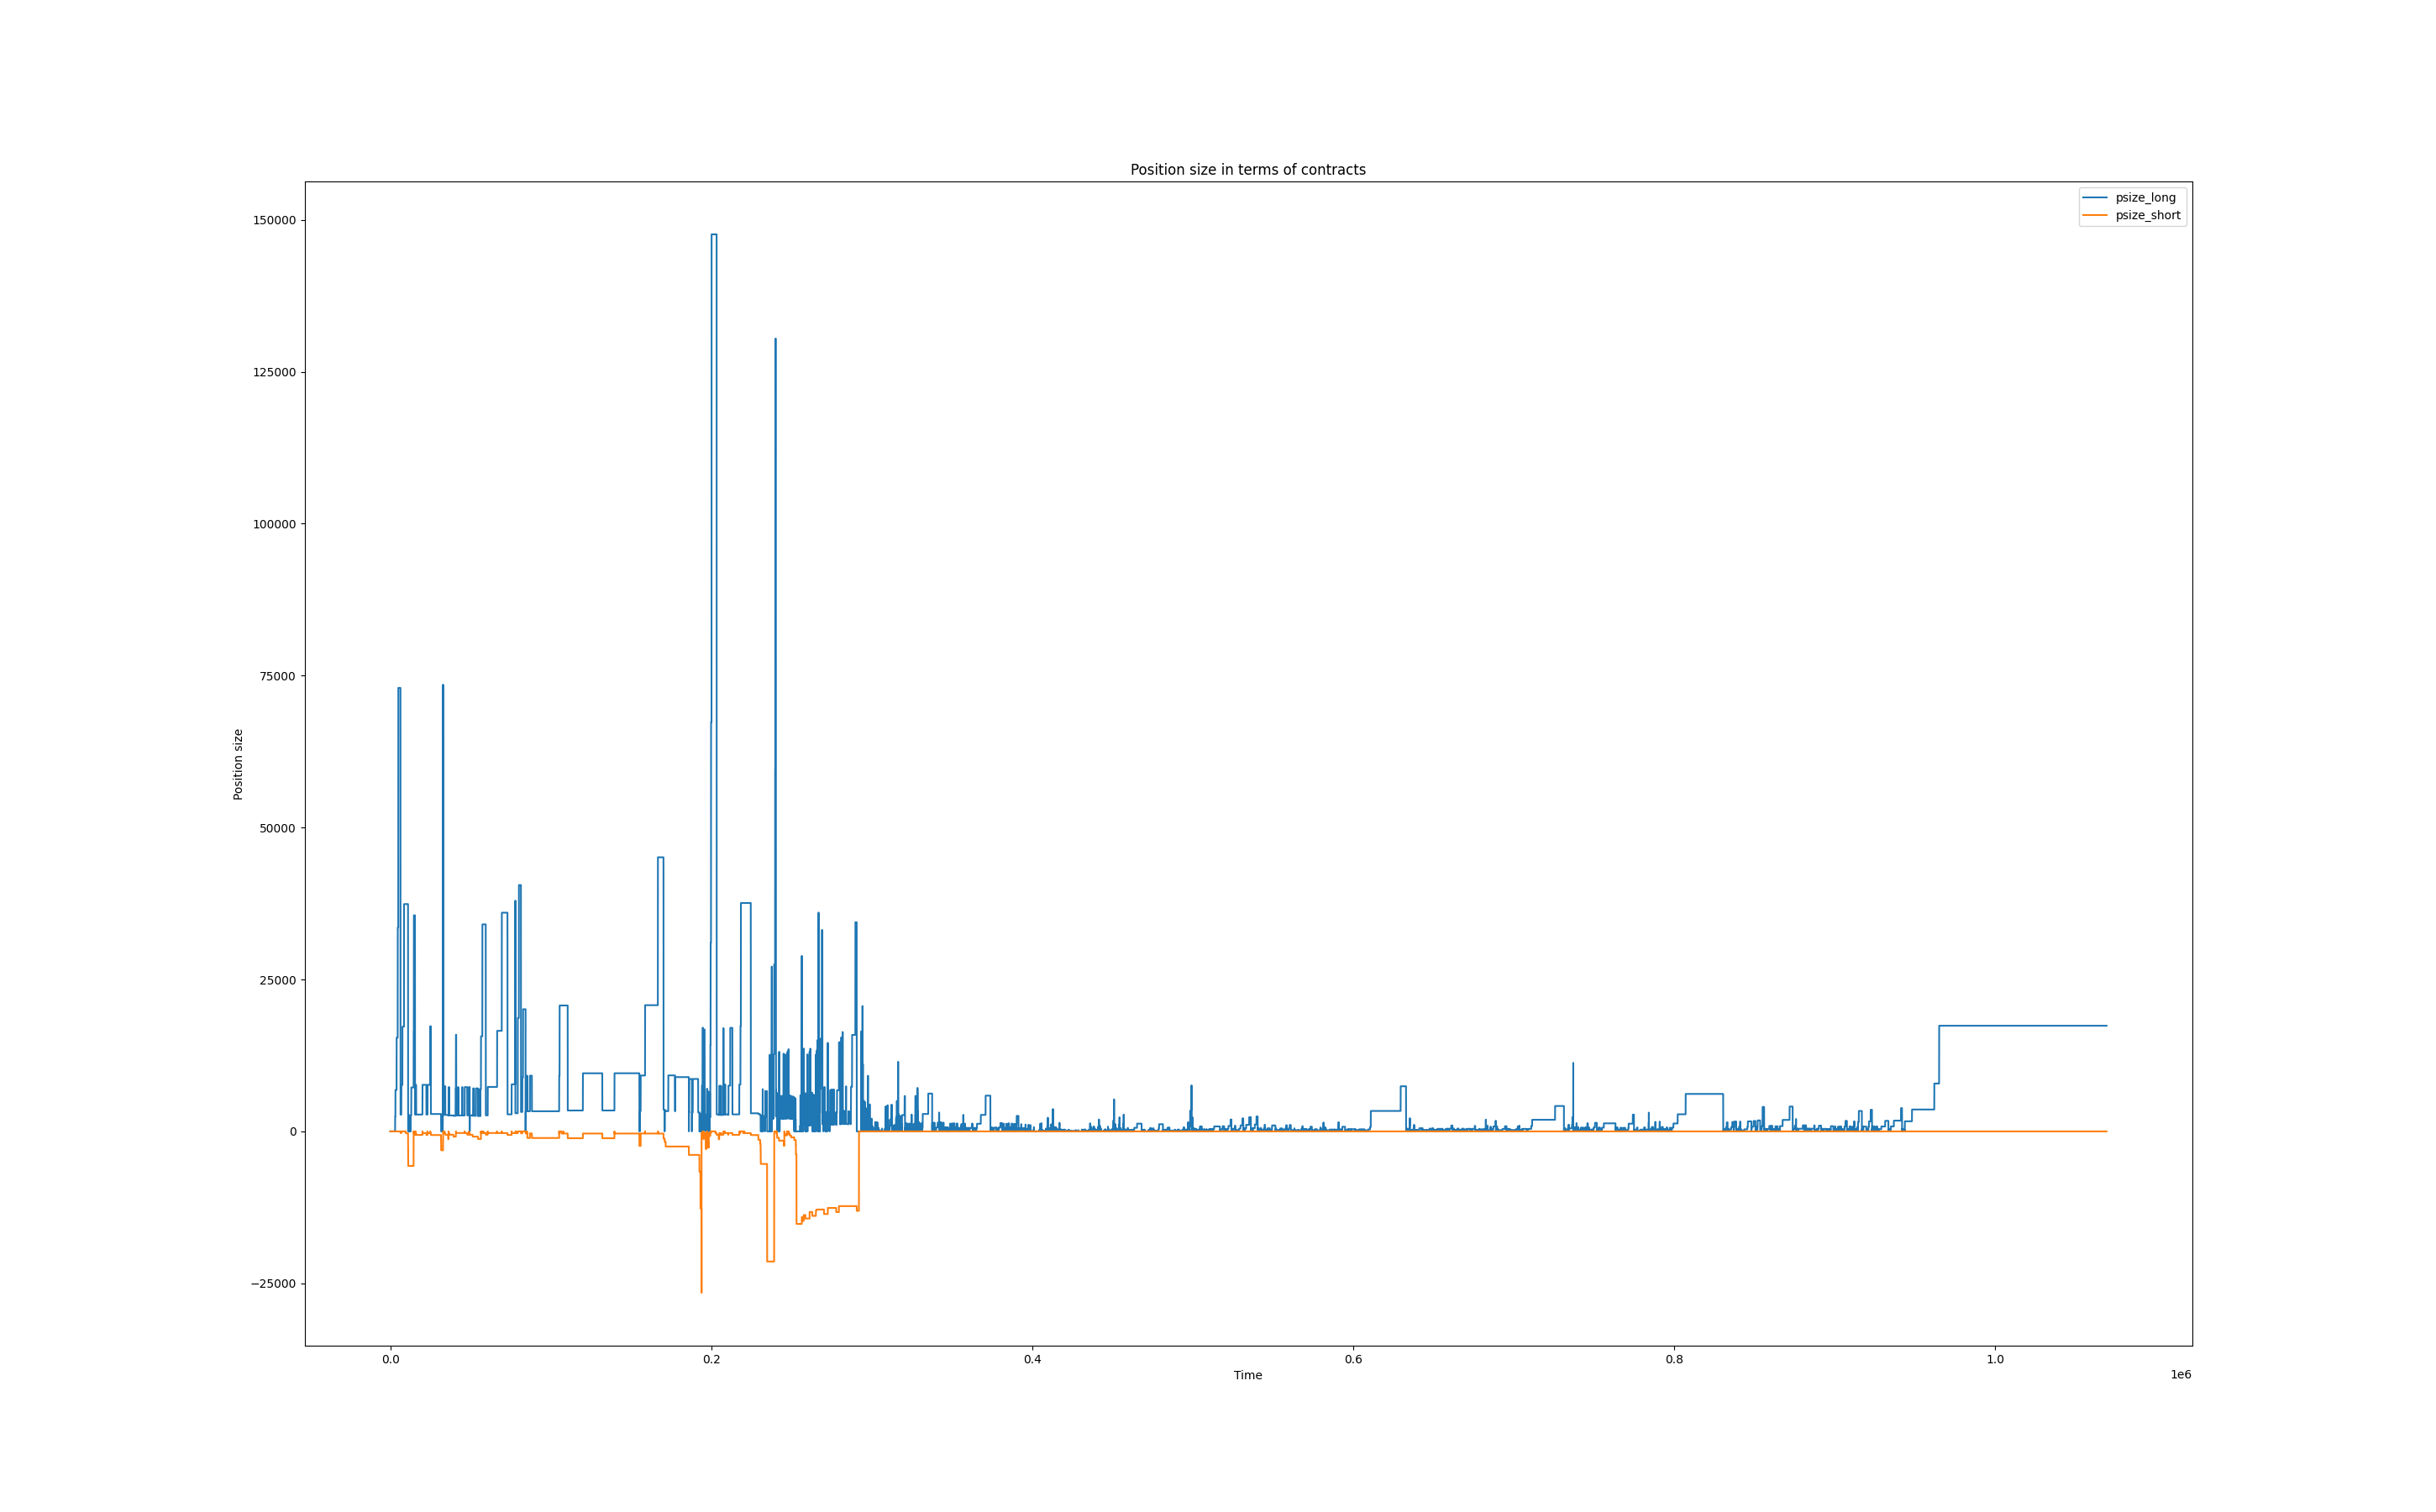 Position size in terms of contracts
psize_long
psize_short
150000
125000
100000
75000
50000
25000
0
−25000
Position size
0.0
0.2
0.4
0.6
0.8
1.0
Time
1e6